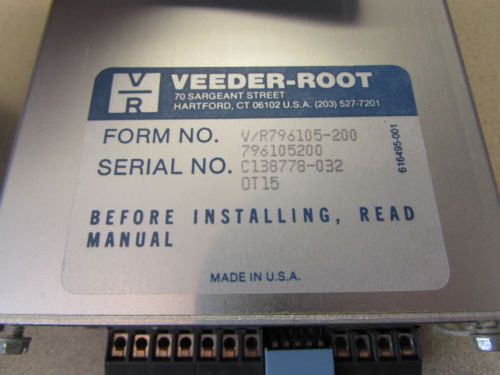 V/R VEEDER-ROOT
70 SARGEANT STREET
HARTFORD, CT 06102 U.S.A. (203) 527-7201
FORM NO. V/R796105-200
796105200
SERIAL NO. C138778-032
OT15
616495-001
BEFORE INSTALLING, READ
MANUAL
MADE IN U.S.A.